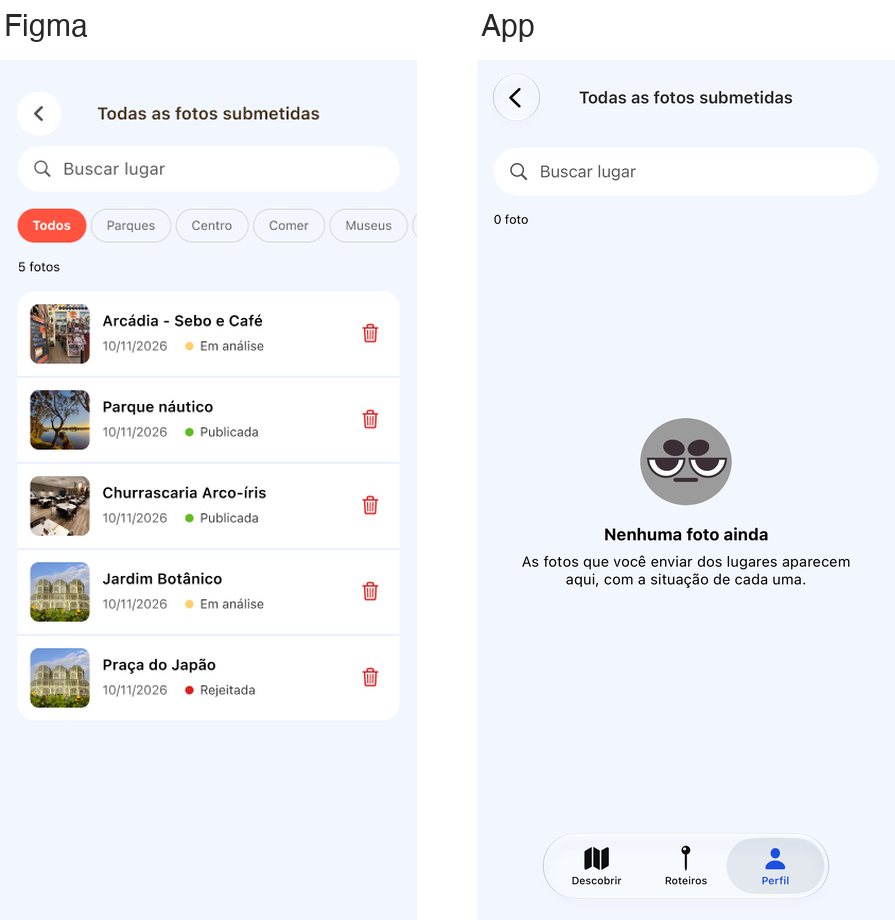 Figma
Todas as fotos submetidas
Buscar lugar
Todos
Parques
Centro
Comer
Museus
5 fotos
Arcádia - Sebo e Café
10/11/2026
Em análise
Parque náutico
10/11/2026
Publicada
Churrascaria Arco-íris
10/11/2026
Publicada
Jardim Botânico
10/11/2026
Em análise
Praça do Japão
10/11/2026
Rejeitada
App
Todas as fotos submetidas
Buscar lugar
0 foto
Nenhuma foto ainda
As fotos que você enviar dos lugares aparecem
aqui, com a situação de cada uma.
Descobrir
Roteiros
Perfil